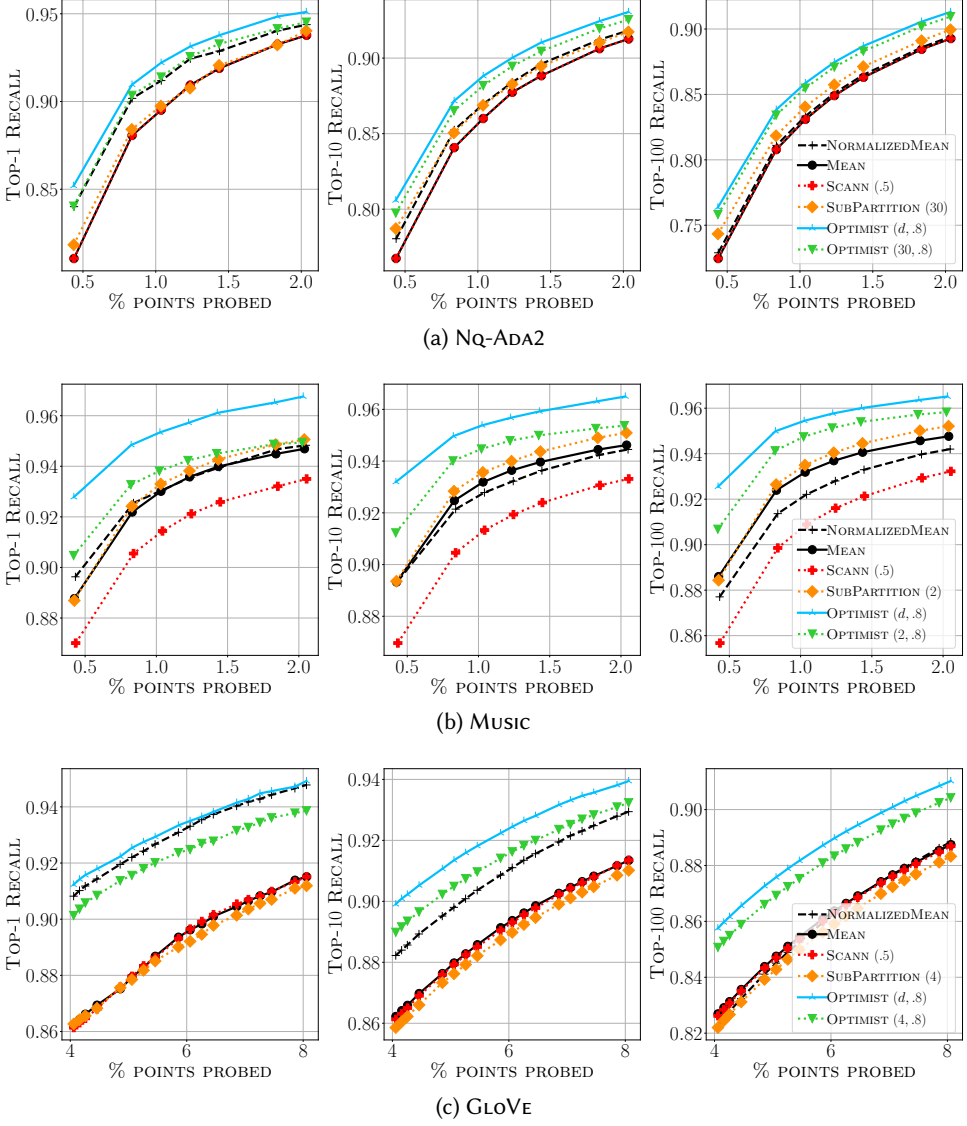 0.95
0.90
0.85
TOP-1 RECALL
0.5 1.0 1.5 2.0
% POINTS PROBED
0.90
0.85
0.80
TOP-10 RECALL
0.5 1.0 1.5 2.0
% POINTS PROBED
0.90
0.85
0.80
0.75
TOP-100 RECALL
NORMALIZEDMEAN
MEAN
SCANN (.5)
SUBPARTITION (30)
OPTIMIST (d, .8)
OPTIMIST (30, .8)
0.5 1.0 1.5 2.0
% POINTS PROBED
(a) NQ-ADA2
0.96
0.94
0.92
0.90
0.88
TOP-1 RECALL
0.5 1.0 1.5 2.0
% POINTS PROBED
0.96
0.94
0.92
0.90
0.88
TOP-10 RECALL
0.5 1.0 1.5 2.0
% POINTS PROBED
0.96
0.94
0.92
0.90
0.88
0.86
TOP-100 RECALL
NORMALIZEDMEAN
MEAN
SCANN (.5)
SUBPARTITION (2)
OPTIMIST (d, .8)
OPTIMIST (2, .8)
0.5 1.0 1.5 2.0
% POINTS PROBED
(b) MUSIC
0.94
0.92
0.90
0.88
0.86
TOP-1 RECALL
4 6 8
% POINTS PROBED
0.94
0.92
0.90
0.88
0.86
TOP-10 RECALL
4 6 8
% POINTS PROBED
0.90
0.88
0.86
0.84
0.82
TOP-100 RECALL
NORMALIZEDMEAN
MEAN
SCANN (.5)
SUBPARTITION (4)
OPTIMIST (d, .8)
OPTIMIST (4, .8)
4 6 8
% POINTS PROBED
(c) GLOVE